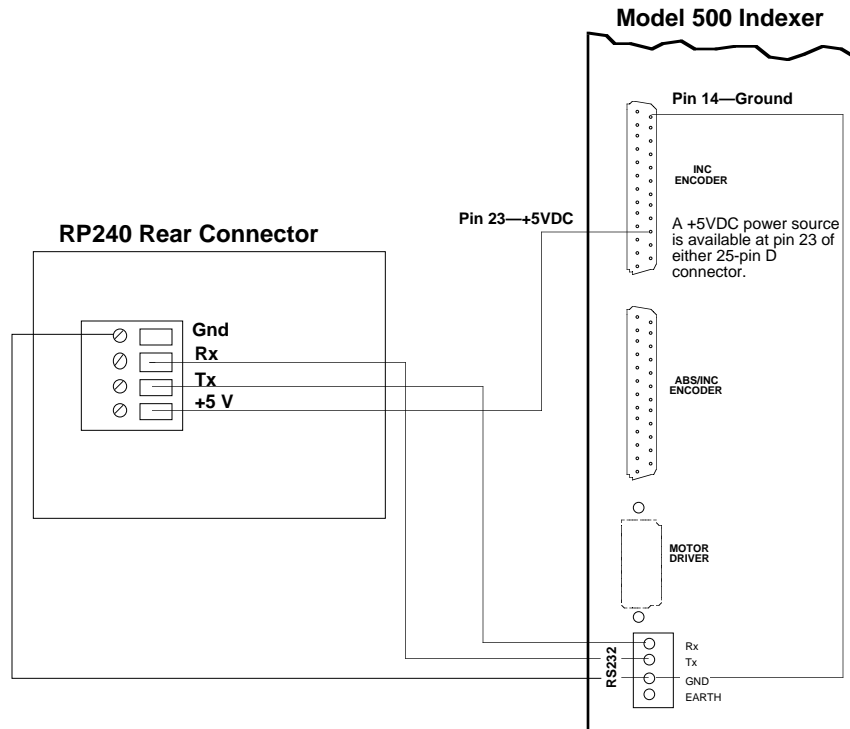 Model 500 Indexer
Pin 14—Ground
INC
ENCODER
Pin 23—+5VDC
A +5VDC power source
is available at pin 23 of
either 25-pin D
connector.
RP240 Rear Connector
Gnd
Rx
Tx
+5 V
ABS/INC
ENCODER
MOTOR
DRIVER
RS232
Rx
Tx
GND
EARTH